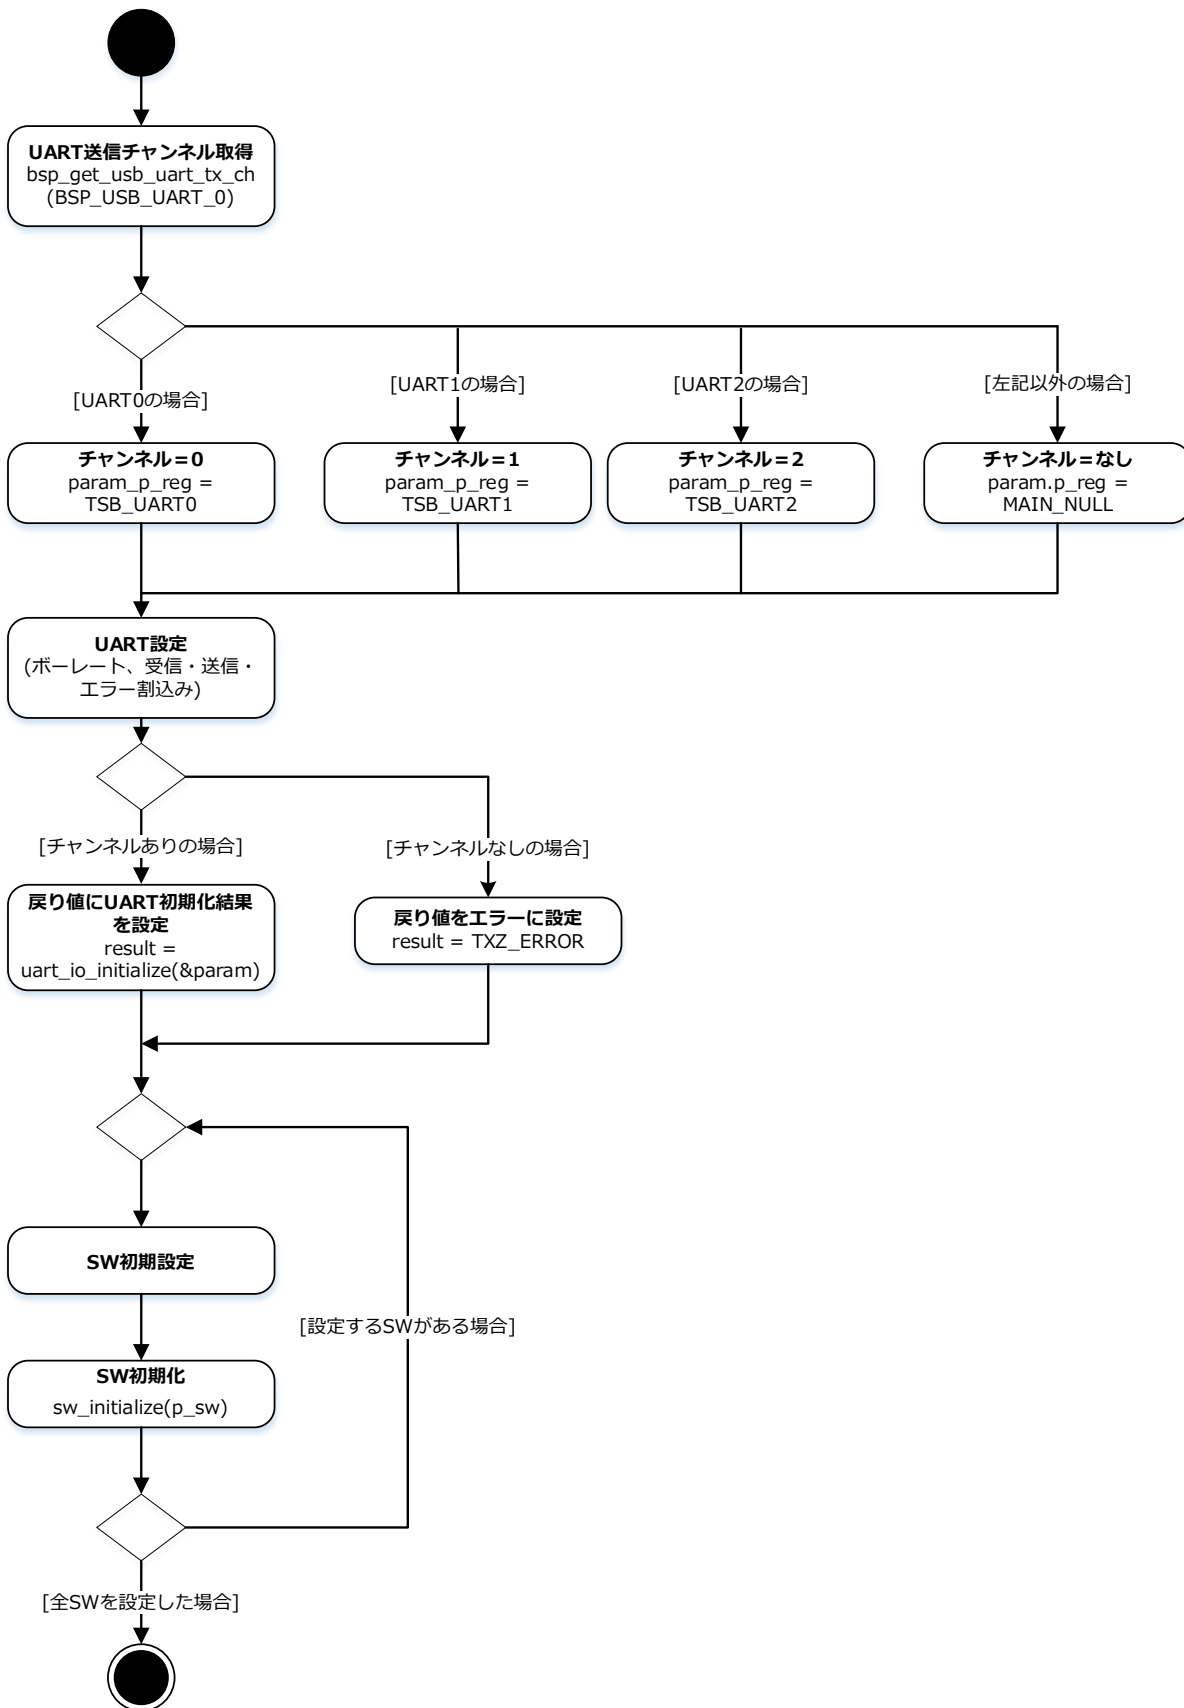 UART送信チャンネル取得
bsp_get_usb_uart_tx_ch
(BSP_USB_UART_0)
[UART0の場合]
[UART1の場合]
[UART2の場合]
[左記以外の場合]
チャンネル＝0
param_p_reg =
TSB_UART0
チャンネル＝1
param_p_reg =
TSB_UART1
チャンネル＝2
param_p_reg =
TSB_UART2
チャンネル＝なし
param.p_reg =
MAIN_NULL
UART設定
(ボーレート、受信・送信・
エラー割込み)
[チャンネルありの場合]
[チャンネルなしの場合]
戻り値にUART初期化結果
を設定
result =
uart_io_initialize(&param)
戻り値をエラーに設定
result = TXZ_ERROR
SW初期設定
[設定するSWがある場合]
SW初期化
sw_initialize(p_sw)
[全SWを設定した場合]